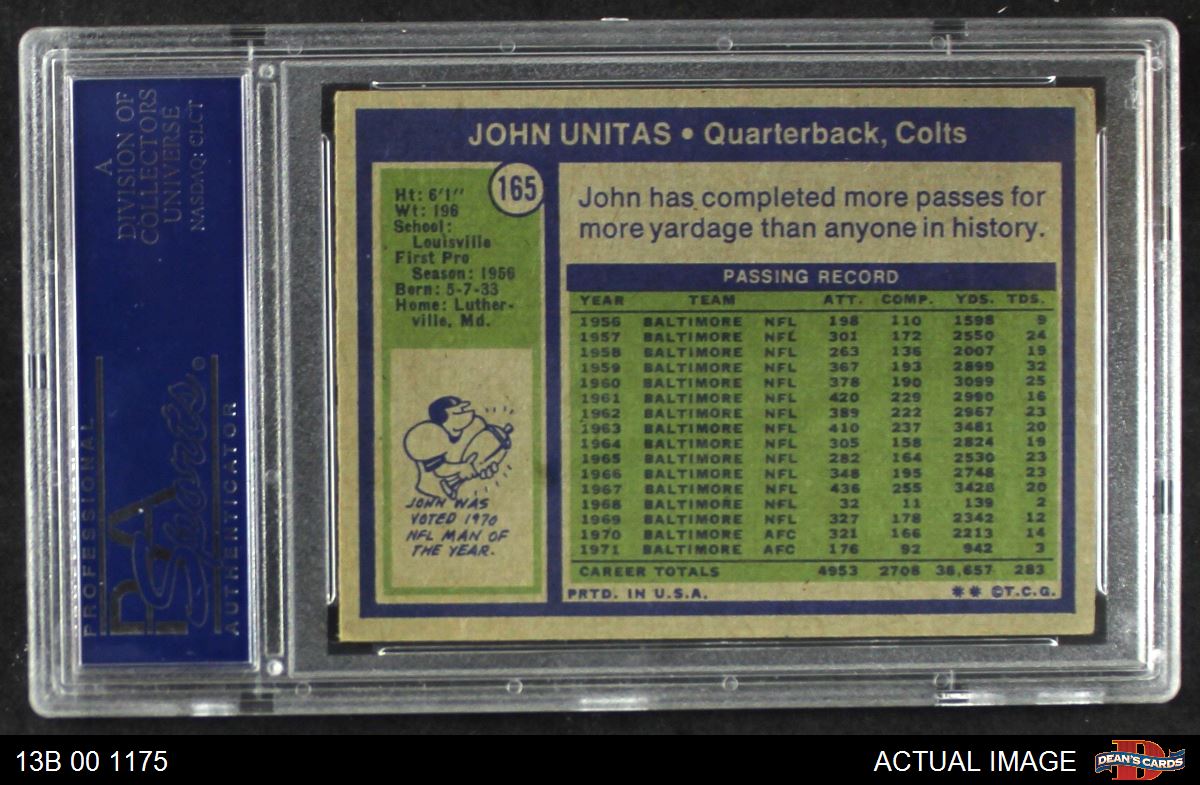 A
DIVISION OF
COLLECTORS
UNIVERSE
NASDAQ: CLCT
PROFESSIONAL
PSA
Sports
AUTHENTICATOR
JOHN UNITAS • Quarterback, Colts
165
Ht: 6'1"
Wt: 196
School:
Louisville
First Pro
Season: 1956
Born: 5-7-33
Home: Luther-
ville, Md.
JOHN WAS
VOTED 1970
NFL MAN OF
THE YEAR.
John has completed more passes for
more yardage than anyone in history.
PASSING RECORD
YEAR TEAM ATT. COMP. YDS. TDS.
1956 BALTIMORE NFL 198 110 1598 9
1957 BALTIMORE NFL 301 172 2550 24
1958 BALTIMORE NFL 263 136 2007 19
1959 BALTIMORE NFL 367 193 2899 32
1960 BALTIMORE NFL 378 190 3099 25
1961 BALTIMORE NFL 420 229 2990 16
1962 BALTIMORE NFL 389 222 2967 23
1963 BALTIMORE NFL 410 237 3481 20
1964 BALTIMORE NFL 305 158 2824 19
1965 BALTIMORE NFL 282 164 2530 23
1966 BALTIMORE NFL 348 195 2748 23
1967 BALTIMORE NFL 436 255 3428 20
1968 BALTIMORE NFL 32 11 139 2
1969 BALTIMORE NFL 327 178 2342 12
1970 BALTIMORE AFC 321 166 2213 14
1971 BALTIMORE AFC 176 92 942 3
CAREER TOTALS 4953 2708 38,657 283
PRTD. IN U.S.A. ** ©T.C.G.
13B 00 1175
ACTUAL IMAGE
D
DEAN'S CARDS